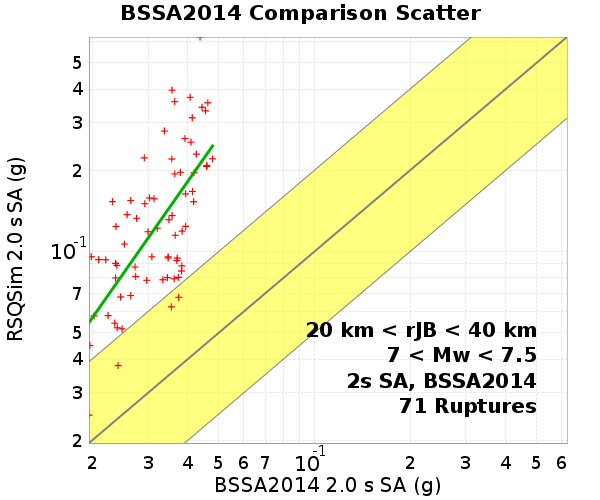 BSSA2014 Comparison Scatter
RSQSim 2.0 s SA (g)
5
4
3
2
10⁻¹
7
5
4
3
2
20 km < rJB < 40 km
7 < Mw < 7.5
2s SA, BSSA2014
71 Ruptures
2 3 4 5 6 7 10⁻¹ 2 3 4 5 6
BSSA2014 2.0 s SA (g)